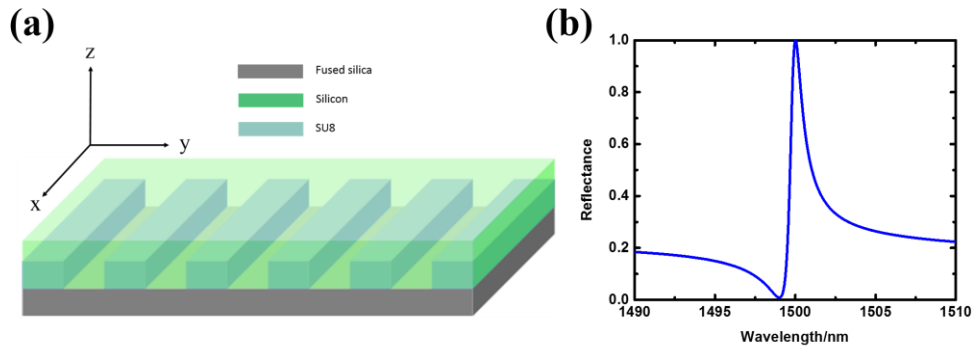 (a)
z
y
x
Fused silica
Silicon
SU8
(b)
Reflectance
1.0
0.8
0.6
0.4
0.2
0.0
1490
1495
1500
1505
1510
Wavelength/nm